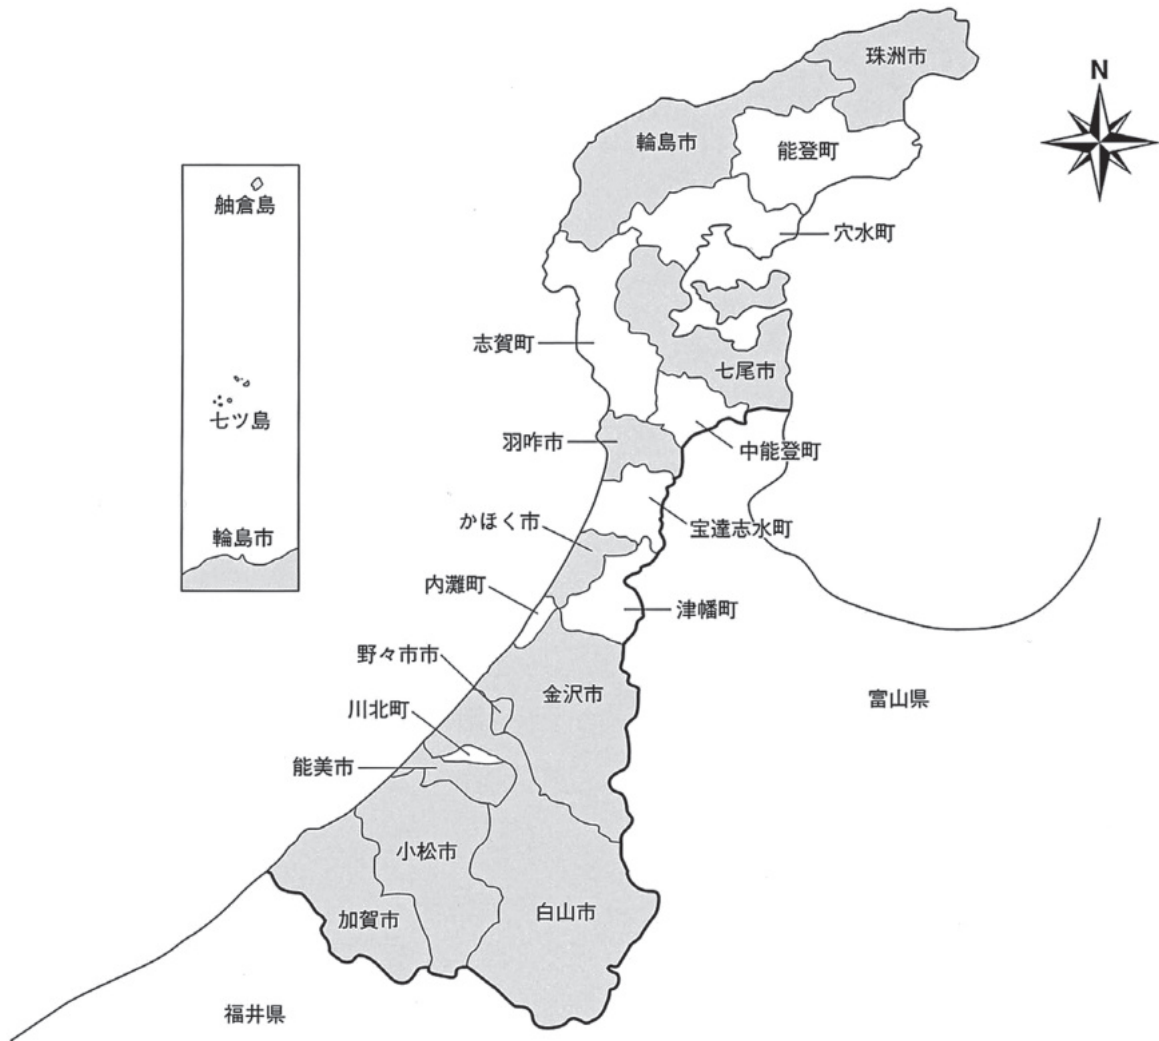 珠洲市
N
輪島市
能登町
舳倉島
穴水町
志賀町
七尾市
七ツ島
羽咋市
中能登町
かほく市
宝達志水町
輪島市
内灘町
津幡町
野々市市
金沢市
富山県
川北町
能美市
小松市
白山市
加賀市
福井県